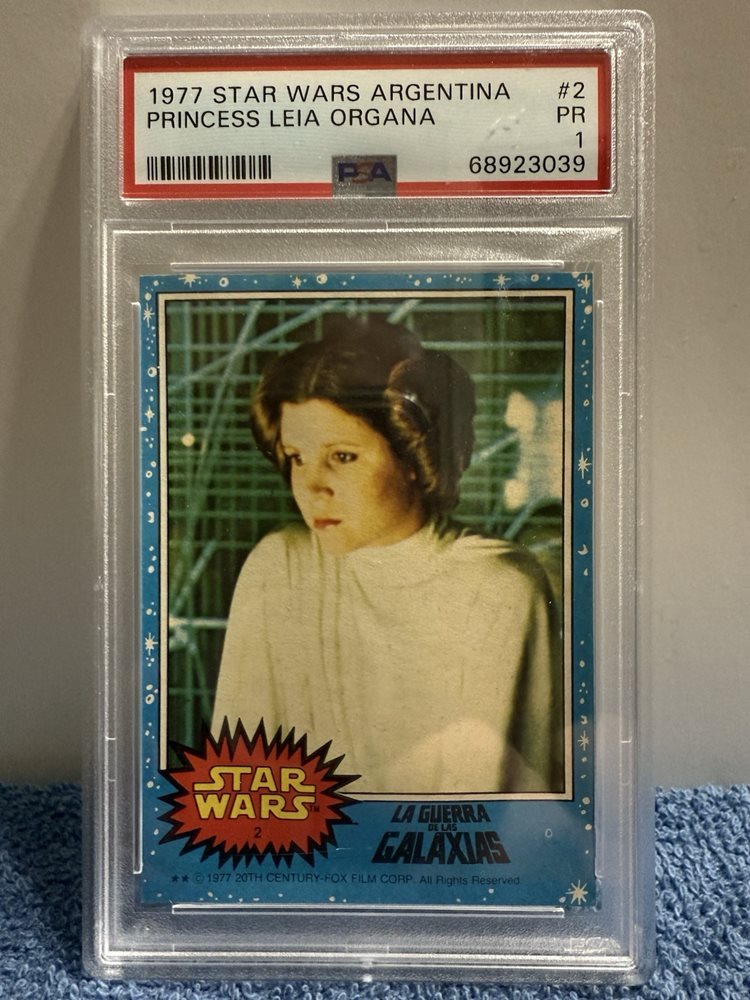 1977 STAR WARS ARGENTINA #2
PRINCESS LEIA ORGANA PR
1
PSA 68923039
STAR
WARS™
2
LA GUERRA
DE LAS
GALAXIAS
★★ © 1977 20TH CENTURY-FOX FILM CORP. All Rights Reserved